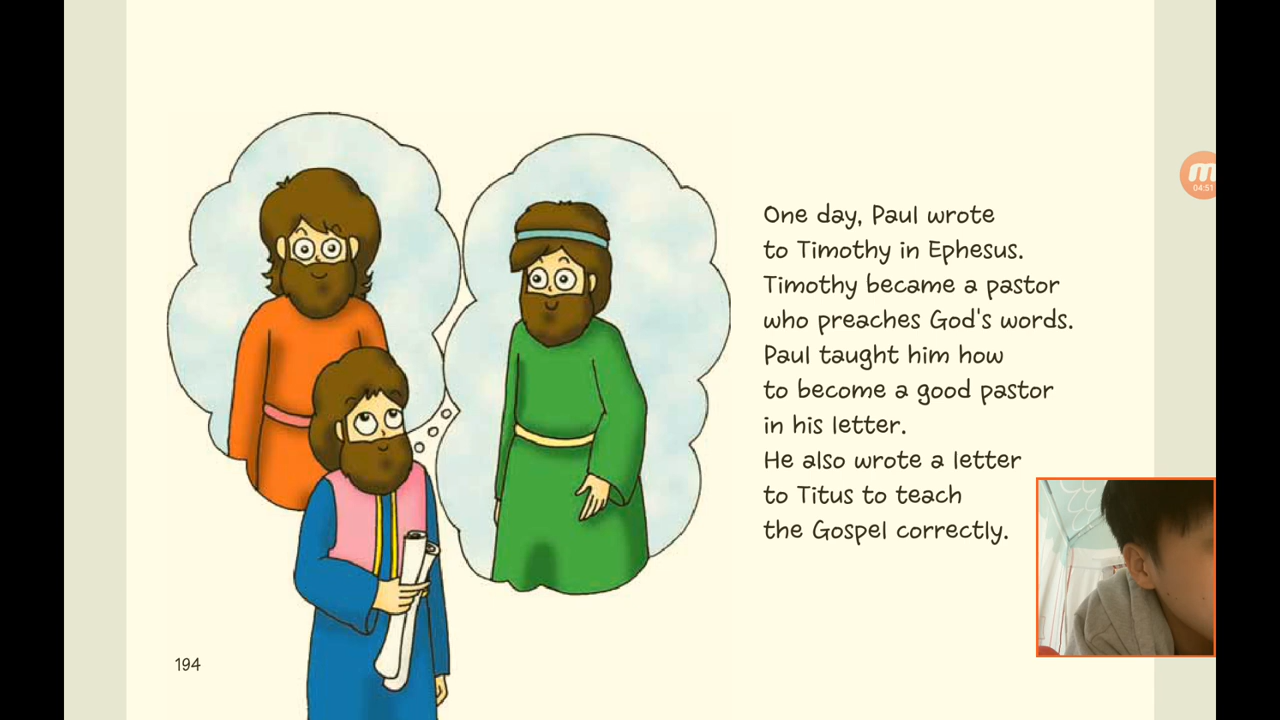 One day, Paul wrote
to Timothy in Ephesus.
Timothy became a pastor
who preaches God's words.
Paul taught him how
to become a good pastor
in his letter.
He also wrote a letter
to Titus to teach
the Gospel correctly.
194
m
04:51